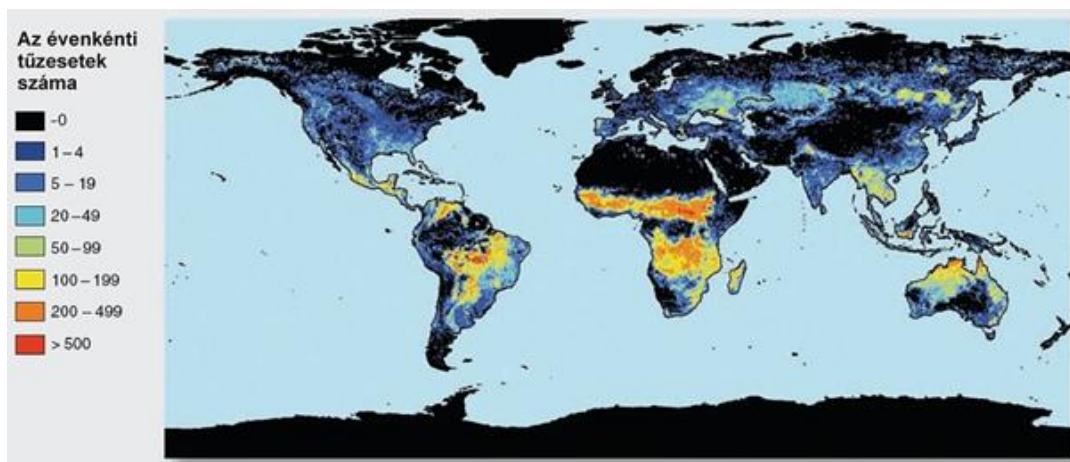 Az évenkénti
tűzesetek
száma
-0
1 – 4
5 – 19
20 – 49
50 – 99
100 – 199
200 – 499
> 500